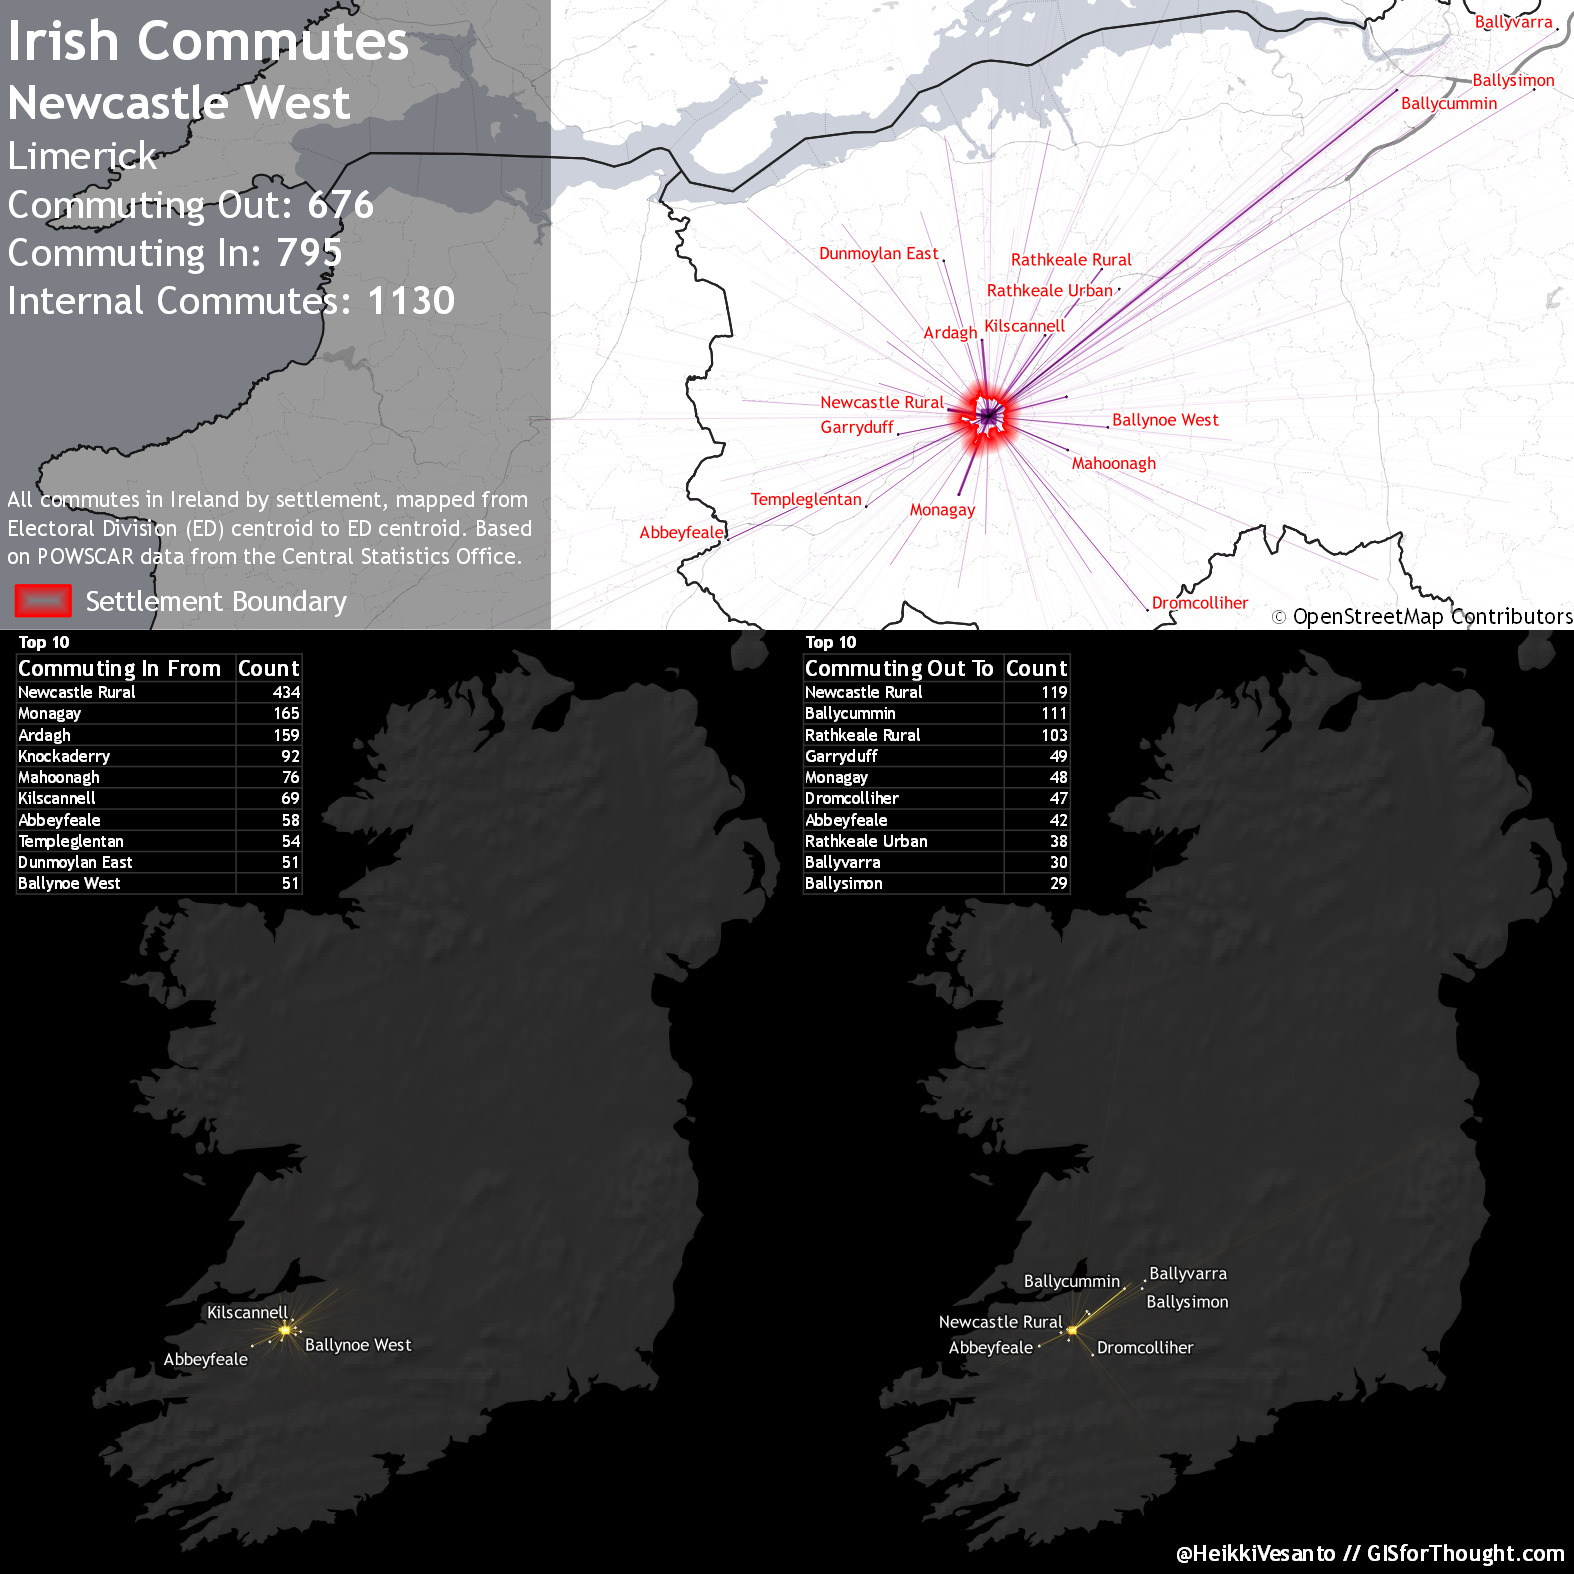 Irish Commutes
Newcastle West
Limerick
Commuting Out: 676
Commuting In: 795
Internal Commutes: 1130
All commutes in Ireland by settlement, mapped from
Electoral Division (ED) centroid to ED centroid. Based
on POWSCAR data from the Central Statistics Office.
Settlement Boundary
Ballyvarra
Ballysimon
Ballycummin
Dunmoylan East
Rathkeale Rural
Rathkeale Urban
Ardagh
Kilscannell
Newcastle Rural
Garryduff
Ballynoe West
Mahoonagh
Templeglentan
Monagay
Abbeyfeale
Dromcolliher
© OpenStreetMap Contributors
Top 10
Commuting In From Count
Newcastle Rural 434
Monagay 165
Ardagh 159
Knockaderry 92
Mahoonagh 76
Kilscannell 69
Abbeyfeale 58
Templeglentan 54
Dunmoylan East 51
Ballynoe West 51
Top 10
Commuting Out To Count
Newcastle Rural 119
Ballycummin 111
Rathkeale Rural 103
Garryduff 49
Monagay 48
Dromcolliher 47
Abbeyfeale 42
Rathkeale Urban 38
Ballyvarra 30
Ballysimon 29
Kilscannell
Ballynoe West
Abbeyfeale
Ballyvarra
Ballycummin
Ballysimon
Newcastle Rural
Abbeyfeale
Dromcolliher
@HeikkiVesanto // GISforThought.com